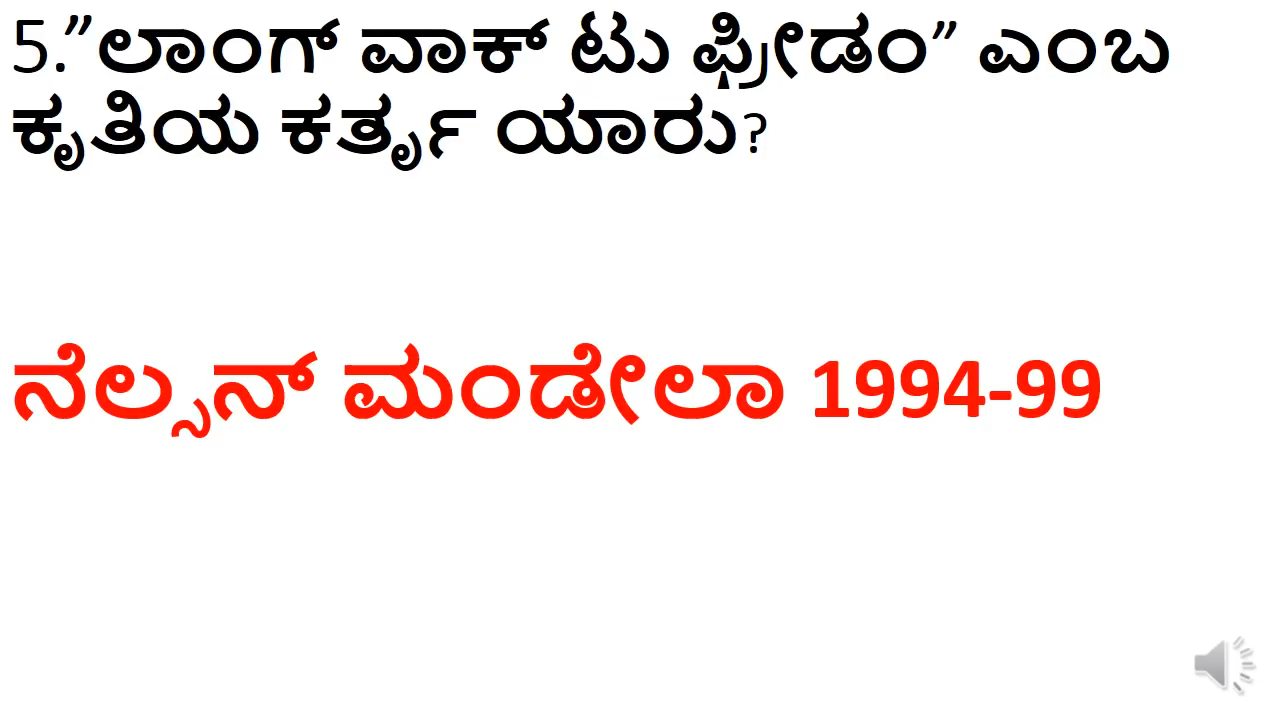 5.”ಲಾಂಗ್ ವಾಕ್ ಟು ಫ್ರೀಡಂ” ಎಂಬ
ಕೃತಿಯ ಕರ್ತೃ ಯಾರು?
ನೆಲ್ಸನ್ ಮಂಡೇಲಾ 1994-99